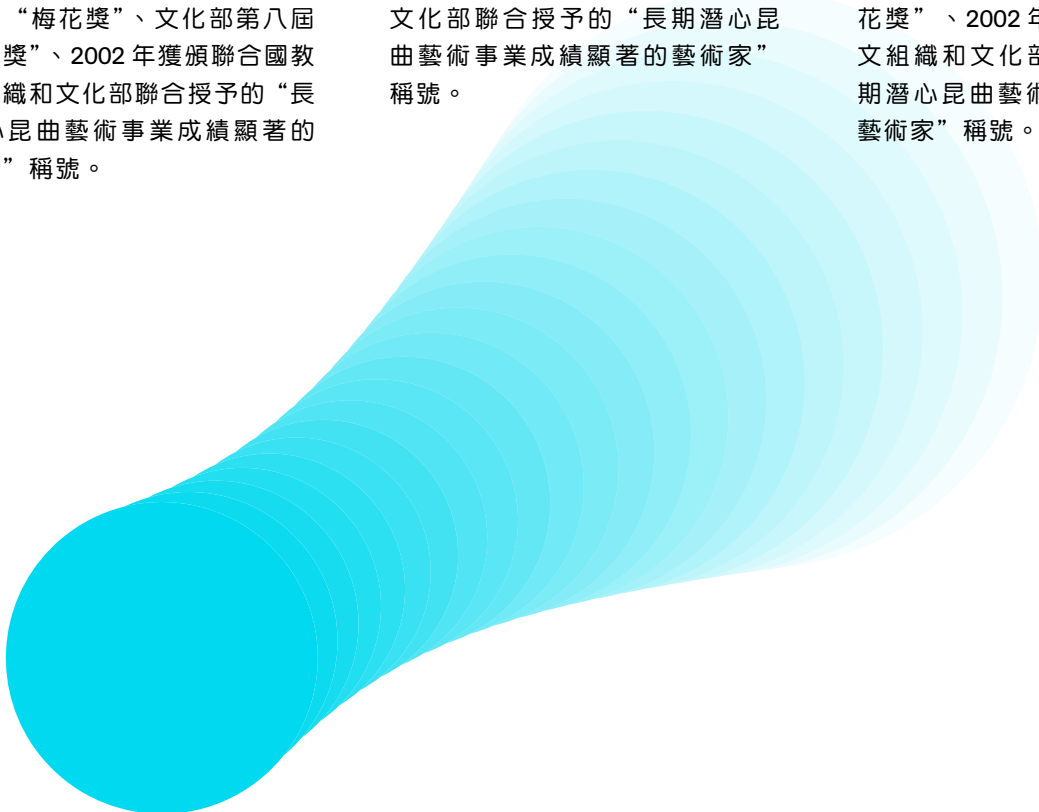 “梅花獎”、文化部第八屆
獎”、2002 年獲頒聯合國教
織和文化部聯合授予的“長
昆曲藝術事業成績顯著的
”稱號。
文化部聯合授予的“長期潛心昆
曲藝術事業成績顯著的藝術家”
稱號。
花獎”、2002
文組織和文化部
期潛心昆曲藝術
藝術家”稱號。